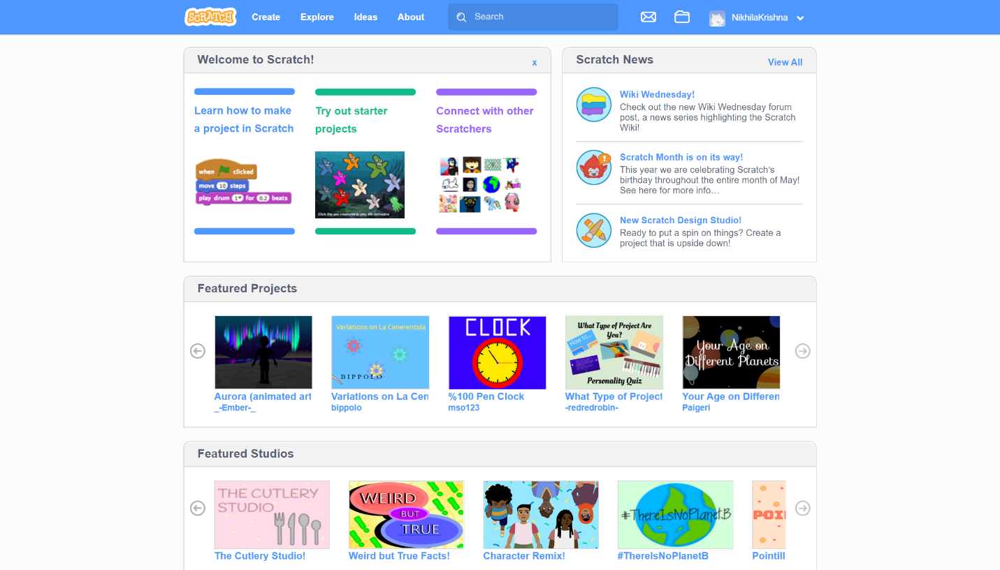 SCRATCH Create Explore Ideas About Search NikhilaKrishna
Welcome to Scratch! x
Learn how to make
a project in Scratch
Try out starter
projects
Connect with other
Scratchers
when clicked
move 10 steps
play drum 1 for 0.2 beats
Click the sea creatures to play the orchestra
Scratch News View All
Wiki Wednesday!
Check out the new Wiki Wednesday forum
post, a news series highlighting the Scratch
Wiki!
Scratch Month is on its way!
This year we are celebrating Scratch's
birthday throughout the entire month of May!
See here for more info…
New Scratch Design Studio!
Ready to put a spin on things? Create a
project that is upside down!
Featured Projects
Aurora (animated art
_-Ember-_
Variations on La Cenerentola
BIPPOLO
Variations on La Cen
bippolo
CLOCK
%100 Pen Clock
mso123
What Type of Project Are
You?
How to...
Personality Quiz
What Type of Project
-redredrobin-
Your Age on
Different Planets
Your Age on Differen
Paigeri
Featured Studios
THE CUTLERY
STUDIO
The Cutlery Studio!
WEIRD
BUT
TRUE
Weird but True Facts!
Character Remix!
#ThereIsNoPlanetB
#ThereIsNoPlanetB
POI
Pointill